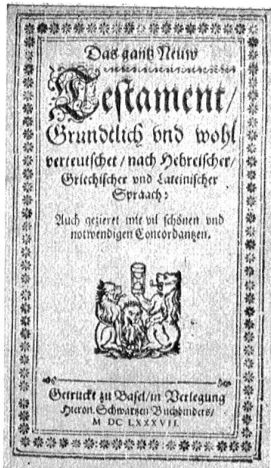 Das gantz Neuw
Testament/
Grundtlich vnd wohl
verteutschet/nach Hebreischer/
Griechischer vnd Lateinischer
Spraach:
Auch gezieret mit vil schönen vnd
notwendigen Concordantzen.
Getruckt zu Basel/in Verlegung
Hieron. Schwartzen Buchbinders/
M DC LXXXVII.